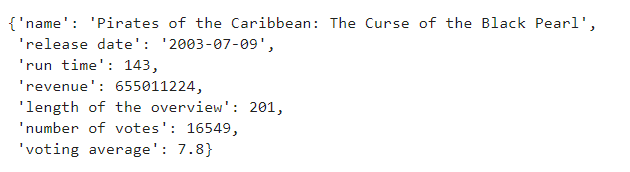 {'name': 'Pirates of the Caribbean: The Curse of the Black Pearl',
'release date': '2003-07-09',
'run time': 143,
'revenue': 655011224,
'length of the overview': 201,
'number of votes': 16549,
'voting average': 7.8}